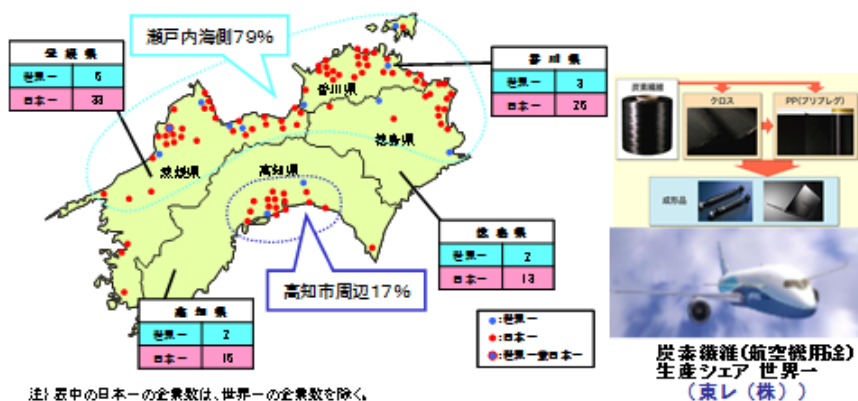 瀬戸内海側79%
愛媛県
世界一 6
日本一 33
香川県
世界一 3
日本一 26
香川県
徳島県
愛媛県
高知県
徳島県
世界一 2
日本一 13
高知市周辺17%
高知県
世界一 2
日本一 16
●:世界一
●:日本一
●:世界一兼日本一
注) 表中の日本一の企業数は、世界一の企業数を除く。
炭素繊維
クロス
PP(プリプレグ)
成形品
炭素繊維(航空機用途)
生産シェア 世界一
(東レ(株))